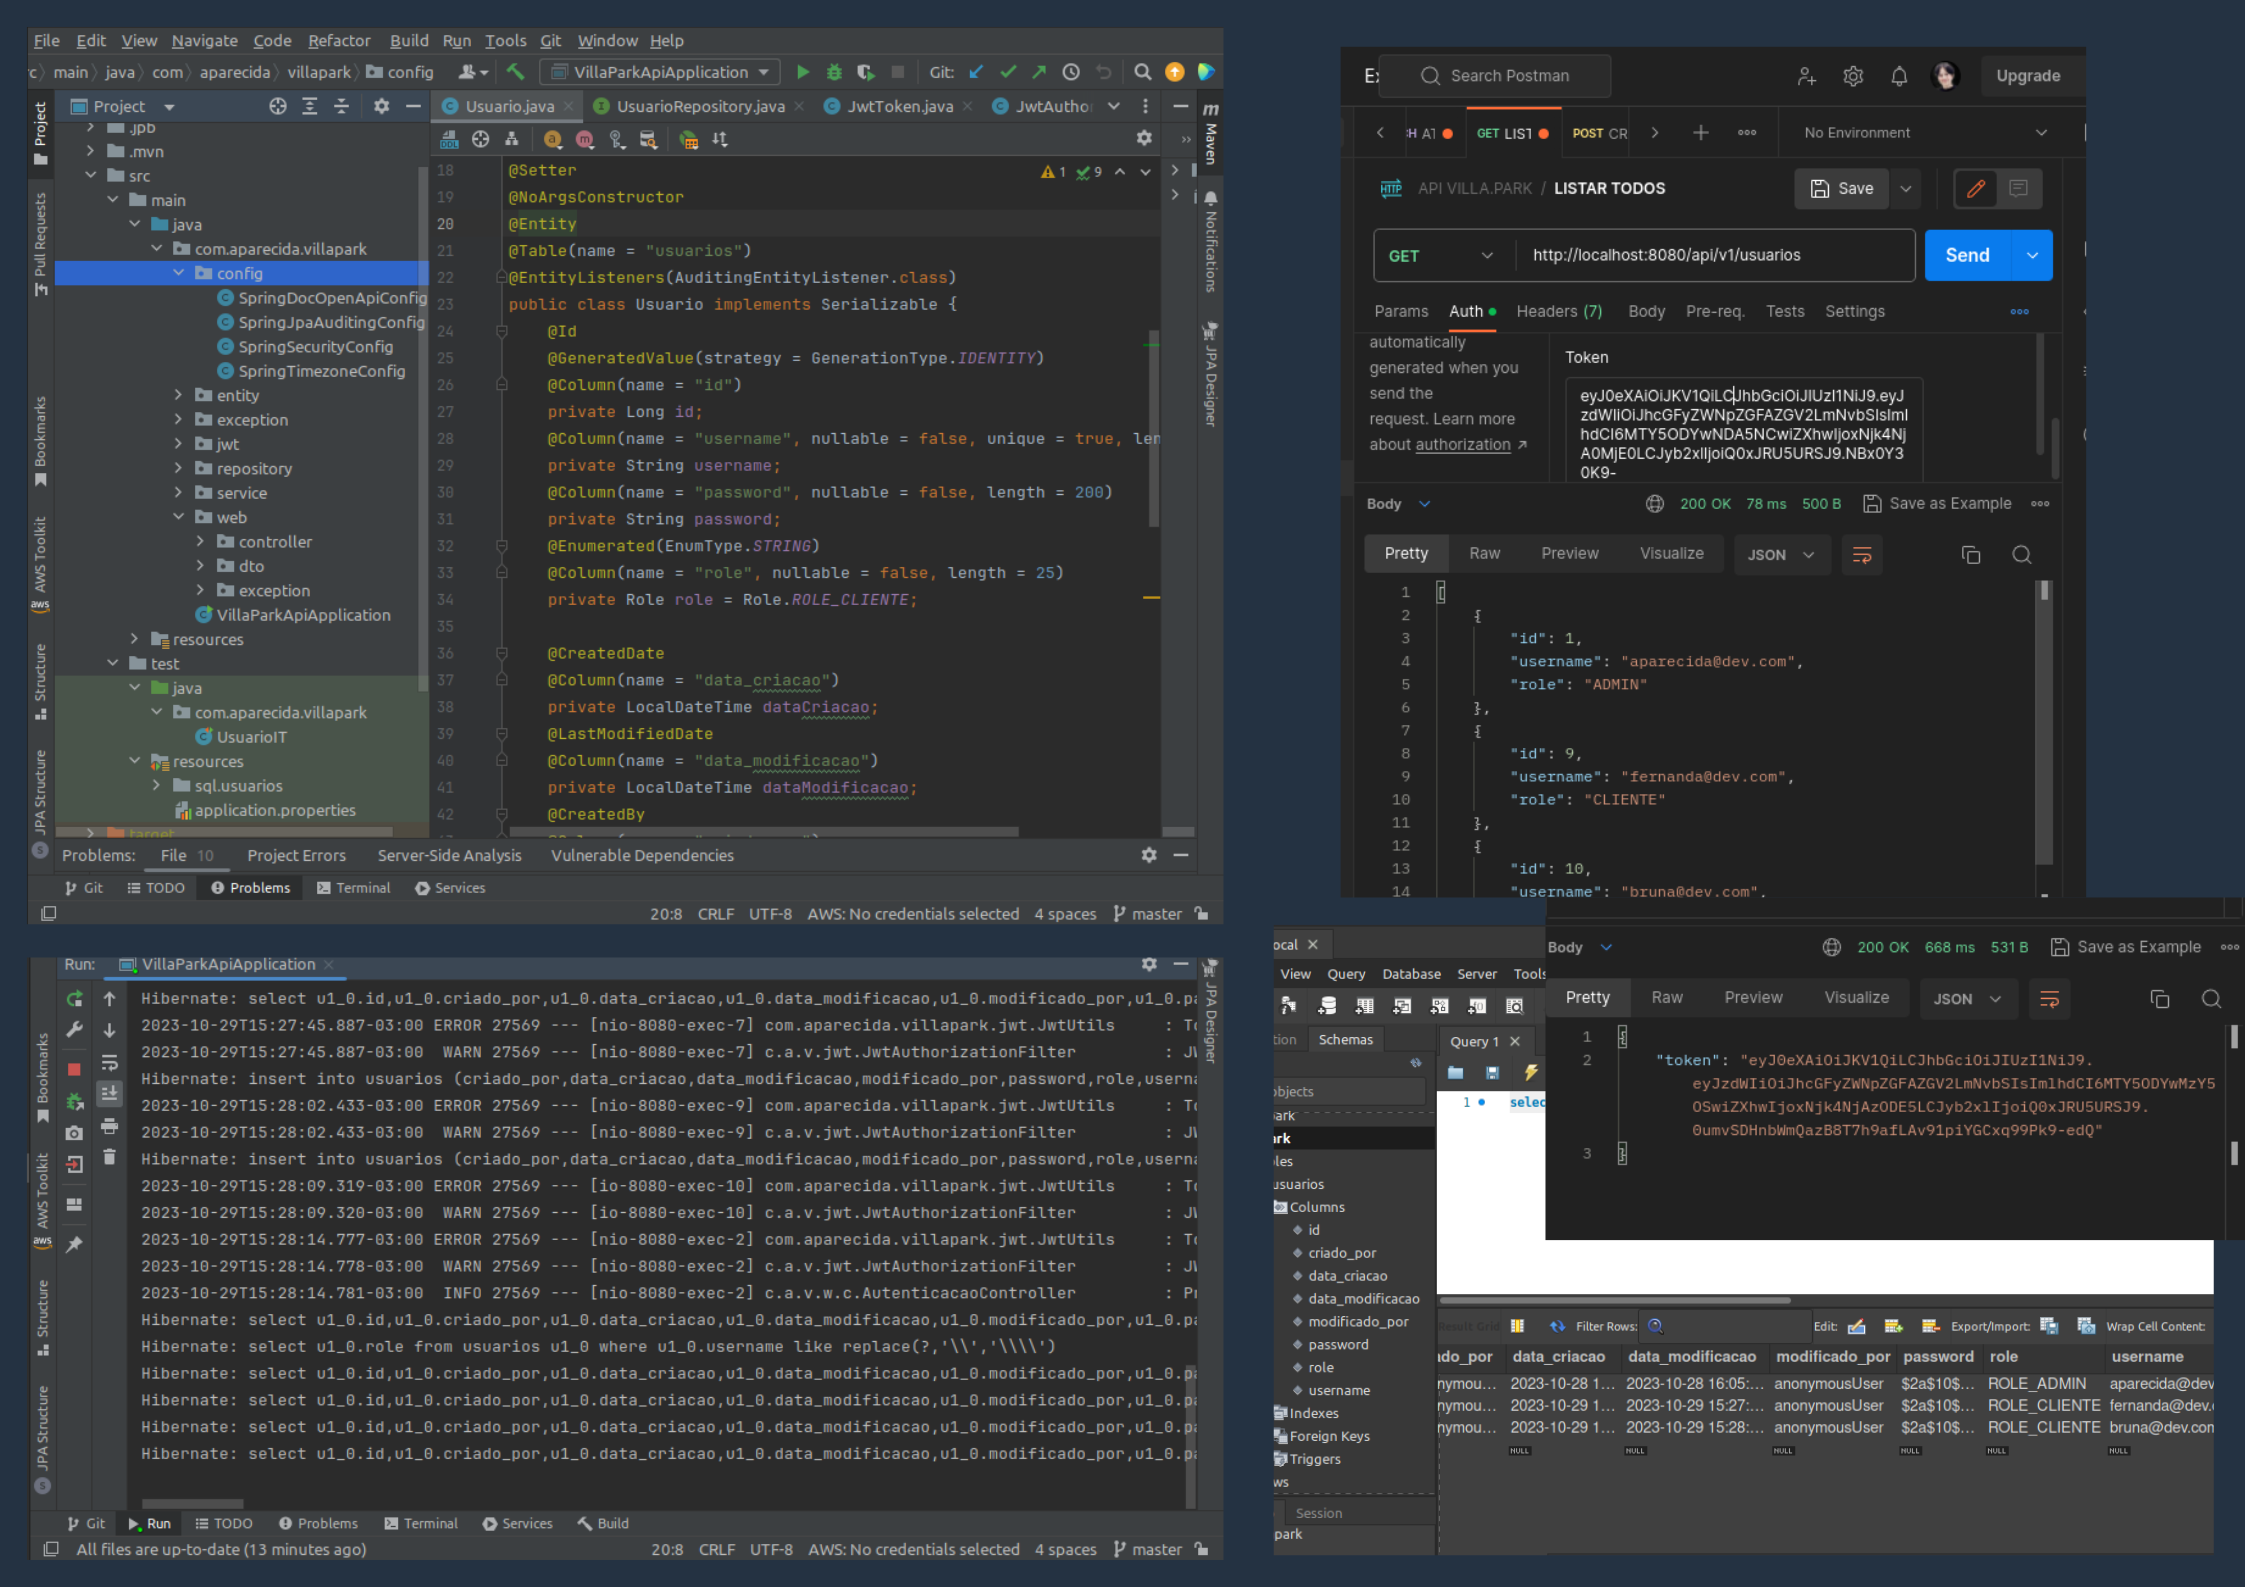 File Edit View Navigate Code Refactor Build Run Tools Git Window Help
main java com aparecida villapark config VillaParkApiApplication Git:
Project
Usuario.java UsuarioRepository.java JwtToken.java
Project
Pull Requests
Bookmarks
AWS Toolkit
aws
Structure
JPA Structure
.jpb
.mvn
src
main
java
com.aparecida.villapark
config
SpringDocOpenApiConfig
SpringJpaAuditingConfig
SpringSecurityConfig
SpringTimezoneConfig
entity
exception
jwt
repository
service
web
controller
dto
exception
VillaParkApiApplication
resources
test
java
com.aparecida.villapark
UsuarioIT
resources
sql.usuarios
application.properties
target
1 9
18 @Setter
19 @NoArgsConstructor
20 @Entity
21 @Table(name = "usuarios")
22 @EntityListeners(AuditingEntityListener.class)
23 public class Usuario implements Serializable {
24 @Id
25 @GeneratedValue(strategy = GenerationType.IDENTITY)
26 @Column(name = "id")
27 private Long id;
28 @Column(name = "username", nullable = false, unique = true, len
29 private String username;
30 @Column(name = "password", nullable = false, length = 200)
31 private String password;
32 @Enumerated(EnumType.STRING)
33 @Column(name = "role", nullable = false, length = 25)
34 private Role role = Role.ROLE_CLIENTE;
35
36 @CreatedDate
37 @Column(name = "data_criacao")
38 private LocalDateTime dataCriacao;
39 @LastModifiedDate
40 @Column(name = "data_modificacao")
41 private LocalDateTime dataModificacao;
42 @CreatedBy
Maven
Notifications
JPA Designer
Problems: File 10 Project Errors Server-Side Analysis Vulnerable Dependencies
Git TODO Problems Terminal Services
20:8 CRLF UTF-8 AWS: No credentials selected 4 spaces master
Search Postman Upgrade
GET LIST POST CR No Environment
HTTP API VILLA.PARK / LISTAR TODOS Save
GET http://localhost:8080/api/v1/usuarios Send
Params Auth Headers (7) Body Pre-req. Tests Settings
automatically
generated when you
send the
request. Learn more
about authorization
Token
eyJ0eXAiOiJKV1QiLCJhbGciOiJIUzI1NiJ9.eyJ
zdWIiOiJhcGFyZWNpZGFAZGV2LmNvbSIsIml
hdCI6MTY5ODYwNDA5NCwiZXhwIjoxNjk4Nj
A0MjE0LCJyb2xlIjoiQ0xJRU5URSJ9.NBx0Y3
0K9-
Body 200 OK 78 ms 500 B Save as Example
Pretty Raw Preview Visualize JSON
1 [
2 {
3 "id": 1,
4 "username": "aparecida@dev.com",
5 "role": "ADMIN"
6 },
7 {
8 "id": 9,
9 "username": "fernanda@dev.com",
10 "role": "CLIENTE"
11 },
12 {
13 "id": 10,
14 "username": "bruna@dev.com",
Run: VillaParkApiApplication
Bookmarks
AWS Toolkit
aws
Structure
JPA Structure
JPA Designer
Hibernate: select u1_0.id,u1_0.criado_por,u1_0.data_criacao,u1_0.data_modificacao,u1_0.modificado_por,u1_0.pa
2023-10-29T15:27:45.887-03:00 ERROR 27569 --- [nio-8080-exec-7] com.aparecida.villapark.jwt.JwtUtils : To
2023-10-29T15:27:45.887-03:00 WARN 27569 --- [nio-8080-exec-7] c.a.v.jwt.JwtAuthorizationFilter : JW
Hibernate: insert into usuarios (criado_por,data_criacao,data_modificacao,modificado_por,password,role,userna
2023-10-29T15:28:02.433-03:00 ERROR 27569 --- [nio-8080-exec-9] com.aparecida.villapark.jwt.JwtUtils : To
2023-10-29T15:28:02.433-03:00 WARN 27569 --- [nio-8080-exec-9] c.a.v.jwt.JwtAuthorizationFilter : JW
Hibernate: insert into usuarios (criado_por,data_criacao,data_modificacao,modificado_por,password,role,userna
2023-10-29T15:28:09.319-03:00 ERROR 27569 --- [io-8080-exec-10] com.aparecida.villapark.jwt.JwtUtils : To
2023-10-29T15:28:09.320-03:00 WARN 27569 --- [io-8080-exec-10] c.a.v.jwt.JwtAuthorizationFilter : JW
2023-10-29T15:28:14.777-03:00 ERROR 27569 --- [nio-8080-exec-2] com.aparecida.villapark.jwt.JwtUtils : To
2023-10-29T15:28:14.778-03:00 WARN 27569 --- [nio-8080-exec-2] c.a.v.jwt.JwtAuthorizationFilter : JW
2023-10-29T15:28:14.781-03:00 INFO 27569 --- [nio-8080-exec-2] c.a.v.w.c.AutenticacaoController : Pr
Hibernate: select u1_0.id,u1_0.criado_por,u1_0.data_criacao,u1_0.data_modificacao,u1_0.modificado_por,u1_0.pa
Hibernate: select u1_0.role from usuarios u1_0 where u1_0.username like replace(?,'\\','\\\\')
Hibernate: select u1_0.id,u1_0.criado_por,u1_0.data_criacao,u1_0.data_modificacao,u1_0.modificado_por,u1_0.pa
Hibernate: select u1_0.id,u1_0.criado_por,u1_0.data_criacao,u1_0.data_modificacao,u1_0.modificado_por,u1_0.pa
Hibernate: select u1_0.id,u1_0.criado_por,u1_0.data_criacao,u1_0.data_modificacao,u1_0.modificado_por,u1_0.pa
Hibernate: select u1_0.id,u1_0.criado_por,u1_0.data_criacao,u1_0.data_modificacao,u1_0.modificado_por,u1_0.pa
Git Run TODO Problems Terminal Services Build
All files are up-to-date (13 minutes ago) 20:8 CRLF UTF-8 AWS: No credentials selected 4 spaces master
ocal
View Query Database Server Tools
Schemas Query 1
objects
1 selec
ark
rk
les
usuarios
Columns
id
criado_por
data_criacao
data_modificacao
modificado_por
password
role
username
Indexes
Foreign Keys
Triggers
ws
Session
park
Body 200 OK 668 ms 531 B Save as Example
Pretty Raw Preview Visualize JSON
1 {
2 "token": "eyJ0eXAiOiJKV1QiLCJhbGciOiJIUzI1NiJ9.
eyJzdWIiOiJhcGFyZWNpZGFAZGV2LmNvbSIsImlhdCI6MTY5ODYwMzY5
OSwiZXhwIjoxNjk4NjAzODE5LCJyb2xlIjoiQ0xJRU5URSJ9.
0umvSDHnbWmQazB8T7h9afLAv91piYGCxq99Pk9-edQ"
3 }
Result Grid Filter Rows: Edit: Export/Import: Wrap Cell Content:
ido_por data_criacao data_modificacao modificado_por password role username
nymou... 2023-10-28 1... 2023-10-28 16:05:... anonymousUser $2a$10$... ROLE_ADMIN aparecida@dev
nymou... 2023-10-29 1... 2023-10-29 15:27:... anonymousUser $2a$10$... ROLE_CLIENTE fernanda@dev.
nymou... 2023-10-29 1... 2023-10-29 15:28:... anonymousUser $2a$10$... ROLE_CLIENTE bruna@dev.con
NULL NULL NULL NULL NULL NULL